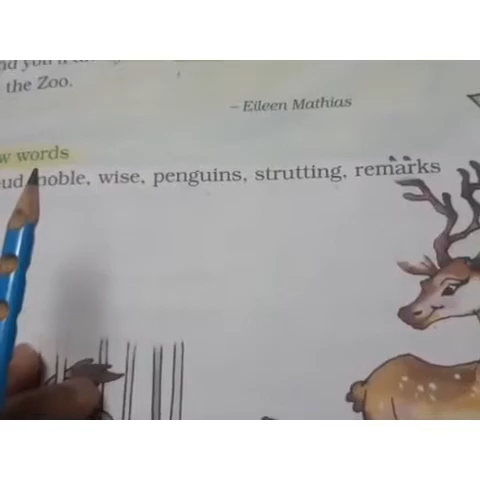 the Zoo.
– Eileen Mathias
words
noble, wise, penguins, strutting, remarks